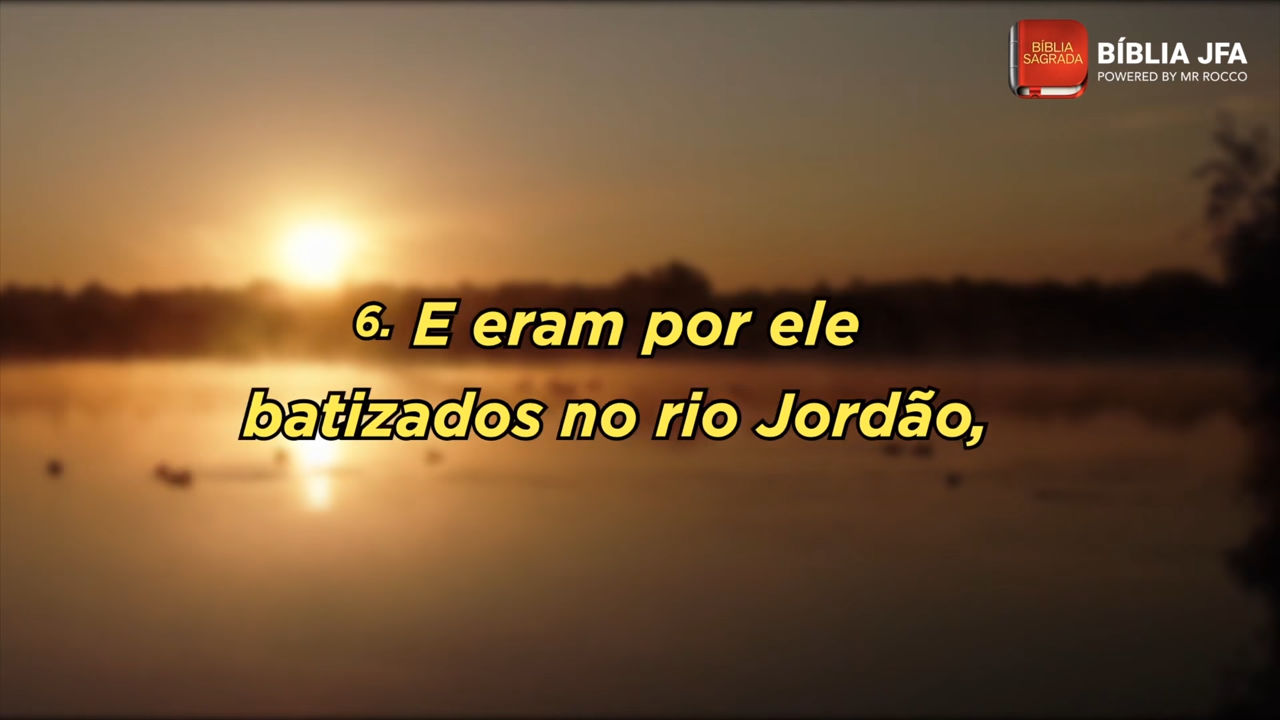 BÍBLIA
SAGRADA
BÍBLIA JFA
POWERED BY MR ROCCO
6. E eram por ele
batizados no rio Jordão,